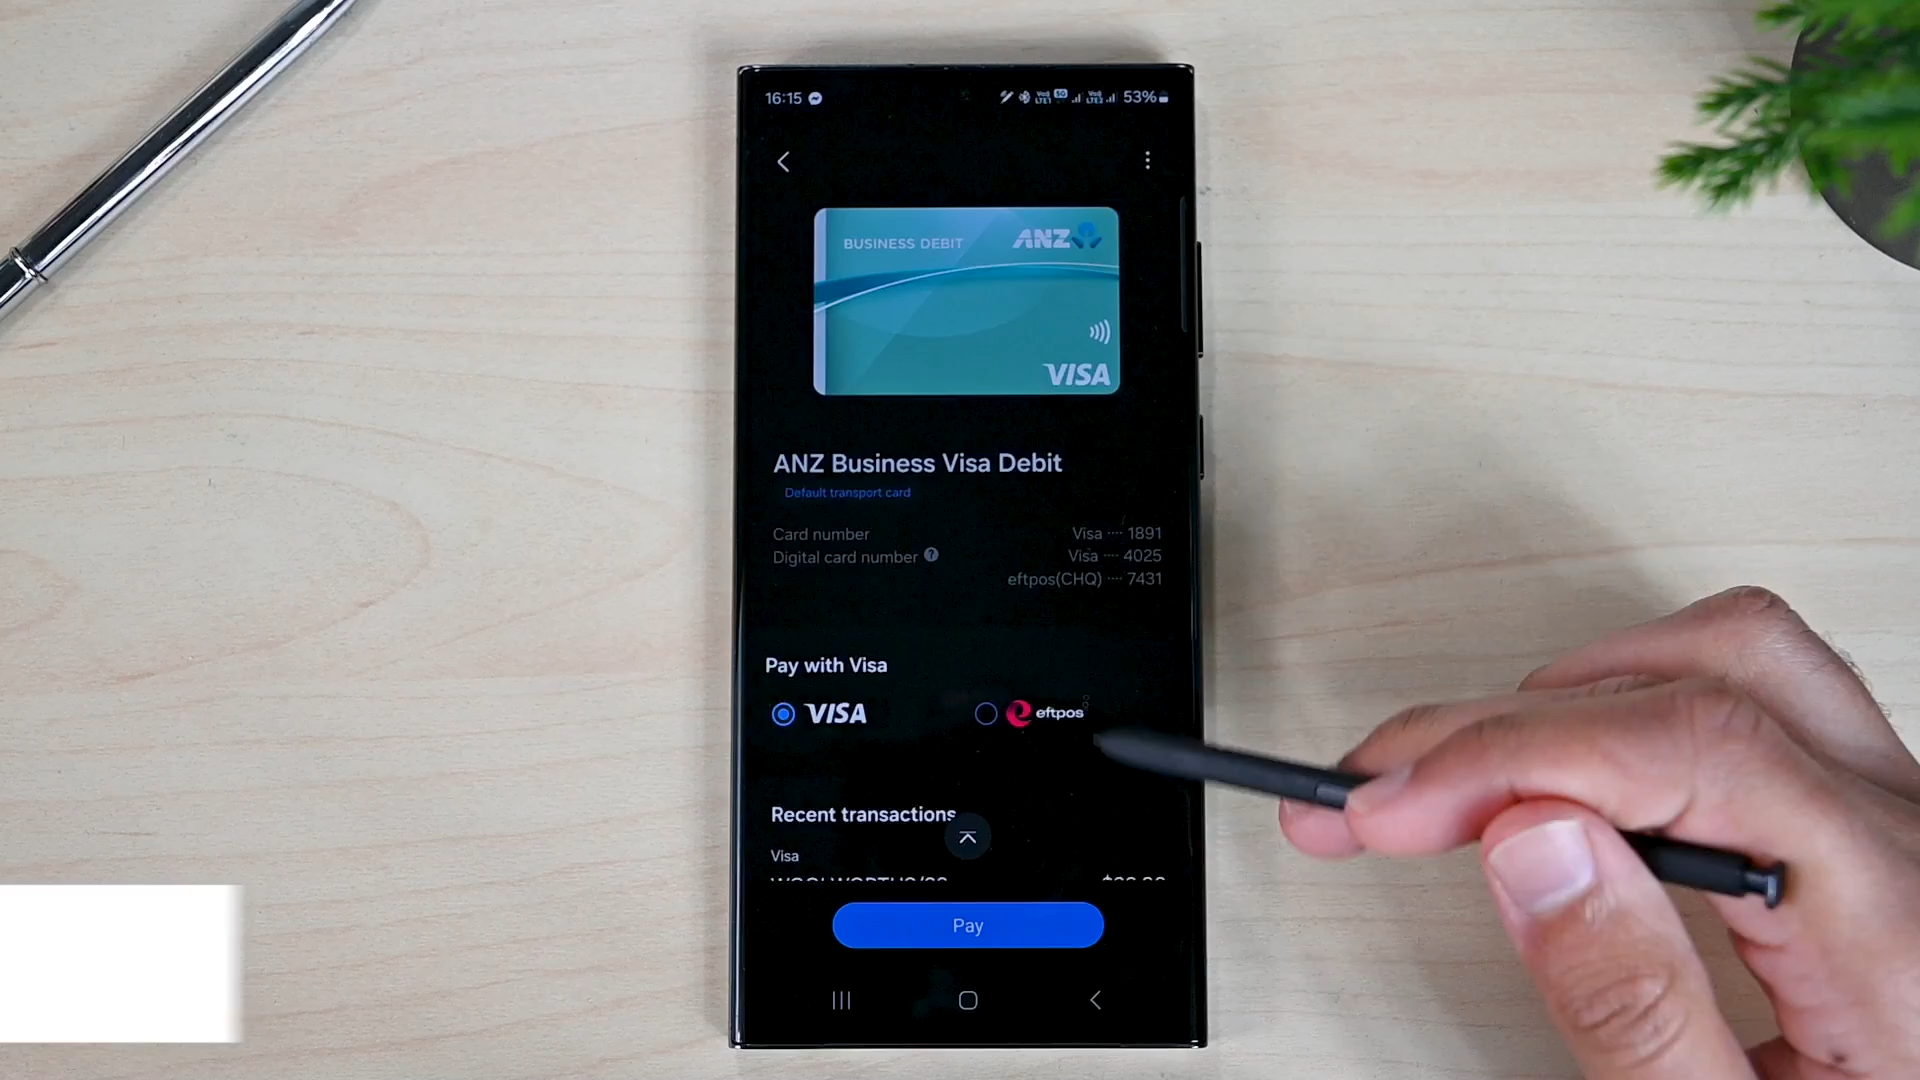 16:15
53%
BUSINESS DEBIT ANZ
VISA
ANZ Business Visa Debit
Default transport card
Card number Visa ···· 1891
Digital card number ? Visa ···· 4025
eftpos(CHQ) ···· 7431
Pay with Visa
VISA eftpos
Recent transactions
Visa
Pay